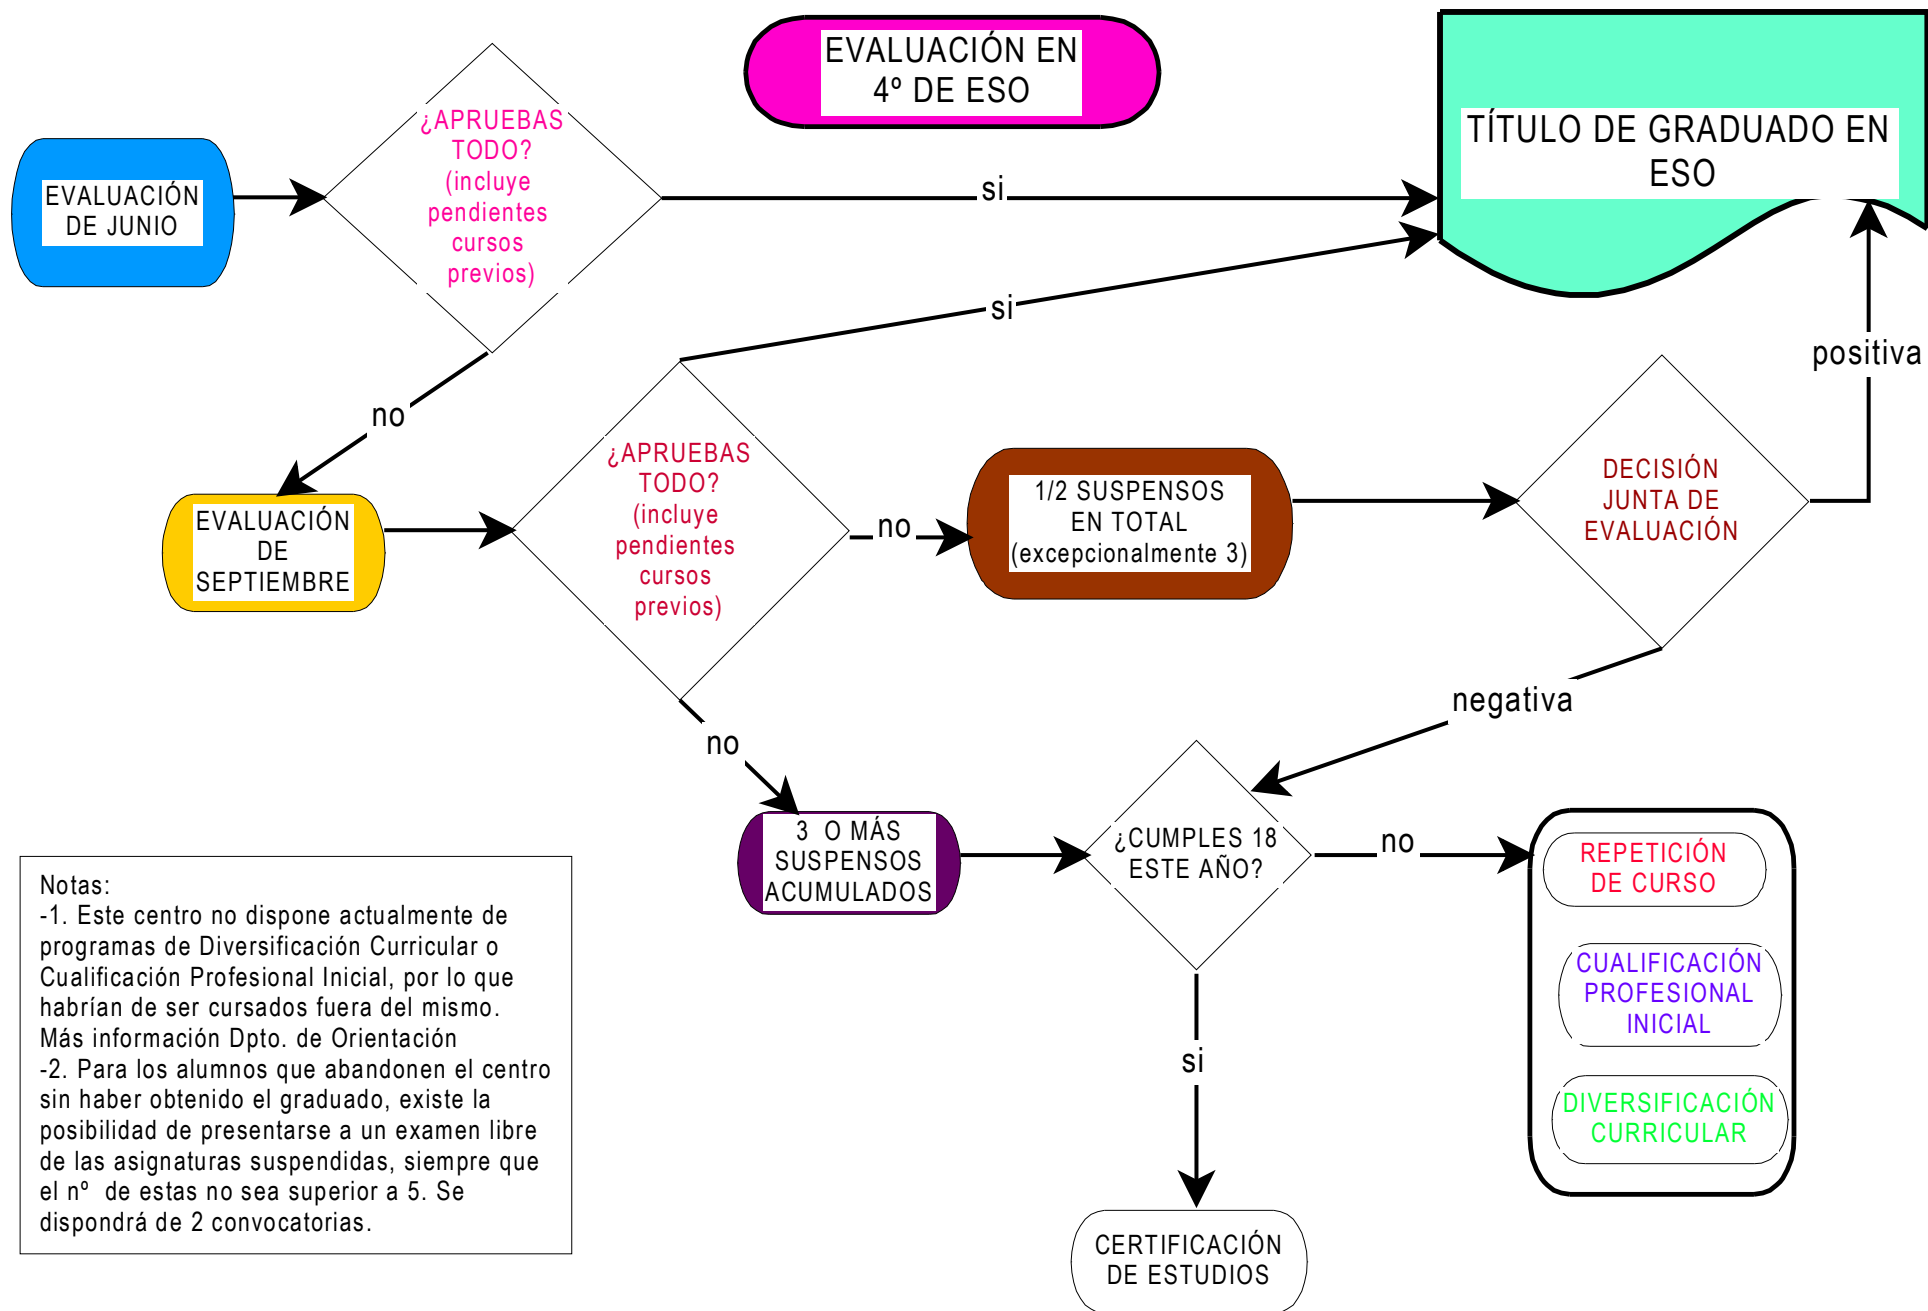 EVALUACIÓN EN
4º DE ESO
TÍTULO DE GRADUADO EN
ESO
EVALUACIÓN
DE JUNIO
¿APRUEBAS
TODO?
(incluye
pendientes
cursos
previos)
si
si
no
positiva
EVALUACIÓN
DE
SEPTIEMBRE
¿APRUEBAS
TODO?
(incluye
pendientes
cursos
previos)
no
1/2 SUSPENSOS
EN TOTAL
(excepcionalmente 3)
DECISIÓN
JUNTA DE
EVALUACIÓN
negativa
no
3 O MÁS
SUSPENSOS
ACUMULADOS
¿CUMPLES 18
ESTE AÑO?
no
REPETICIÓN
DE CURSO
CUALIFICACIÓN
PROFESIONAL
INICIAL
DIVERSIFICACIÓN
CURRICULAR
si
CERTIFICACIÓN
DE ESTUDIOS
Notas:
-1. Este centro no dispone actualmente de
programas de Diversificación Curricular o
Cualificación Profesional Inicial, por lo que
habrían de ser cursados fuera del mismo.
Más información Dpto. de Orientación
-2. Para los alumnos que abandonen el centro
sin haber obtenido el graduado, existe la
posibilidad de presentarse a un examen libre
de las asignaturas suspendidas, siempre que
el nº de estas no sea superior a 5. Se
dispondrá de 2 convocatorias.